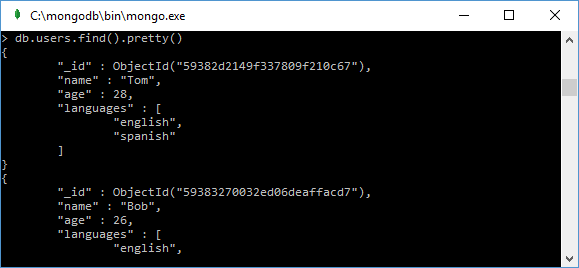 C:\mongodb\bin\mongo.exe
> db.users.find().pretty()
{
        "_id" : ObjectId("59382d2149f337809f210c67"),
        "name" : "Tom",
        "age" : 28,
        "languages" : [
                "english",
                "spanish"
        ]
}
{
        "_id" : ObjectId("59383270032ed06deaffacd7"),
        "name" : "Bob",
        "age" : 26,
        "languages" : [
                "english",